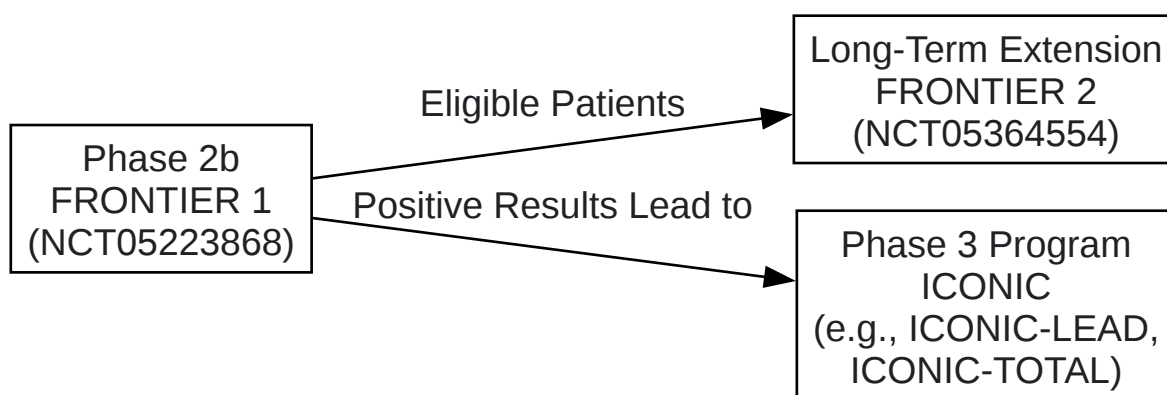 Phase 2b
FRONTIER 1
(NCT05223868)
Eligible Patients
Positive Results Lead to
Long-Term Extension
FRONTIER 2
(NCT05364554)
Phase 3 Program
ICONIC
(e.g., ICONIC-LEAD,
ICONIC-TOTAL)